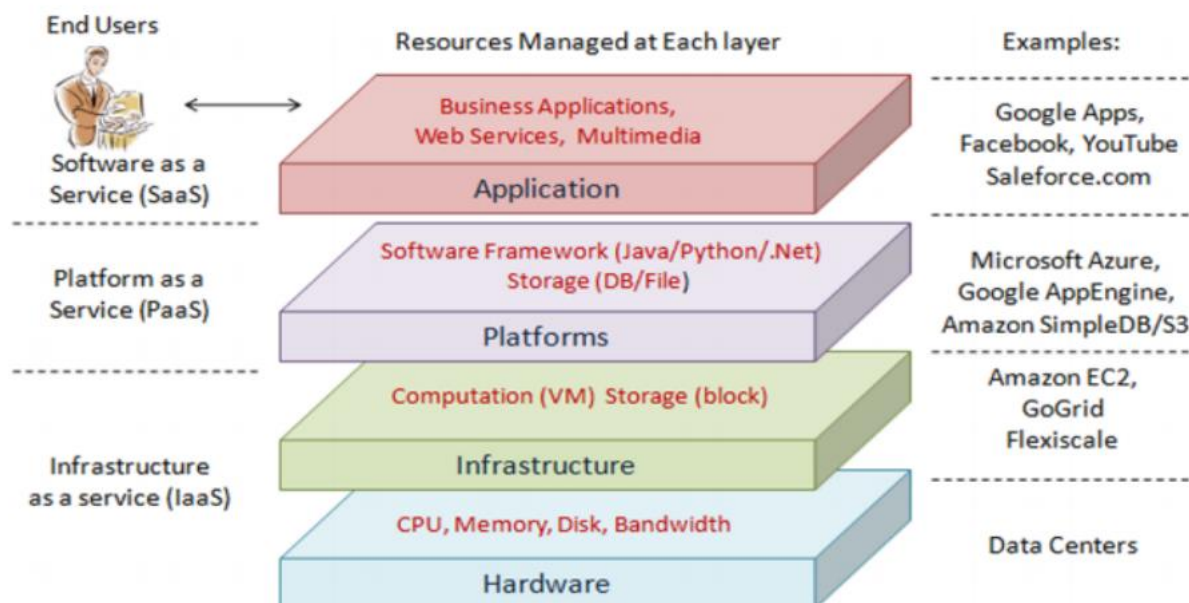 End Users
Resources Managed at Each layer
Examples:
Business Applications,
Web Services, Multimedia
Application
Google Apps,
Facebook, YouTube
Saleforce.com
Software as a
Service (SaaS)
Software Framework (Java/Python/.Net)
Storage (DB/File)
Platforms
Platform as a
Service (PaaS)
Microsoft Azure,
Google AppEngine,
Amazon SimpleDB/S3
Computation (VM) Storage (block)
Infrastructure
Amazon EC2,
GoGrid
Flexiscale
Infrastructure
as a service (IaaS)
CPU, Memory, Disk, Bandwidth
Hardware
Data Centers